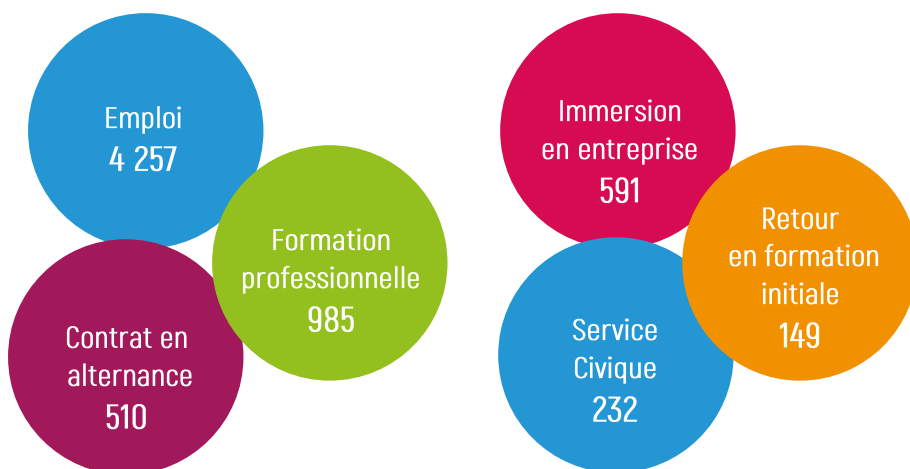 Emploi
4 257
Formation
professionnelle
985
Contrat en
alternance
510
Immersion
en entreprise
591
Retour
en formation
initiale
149
Service
Civique
232